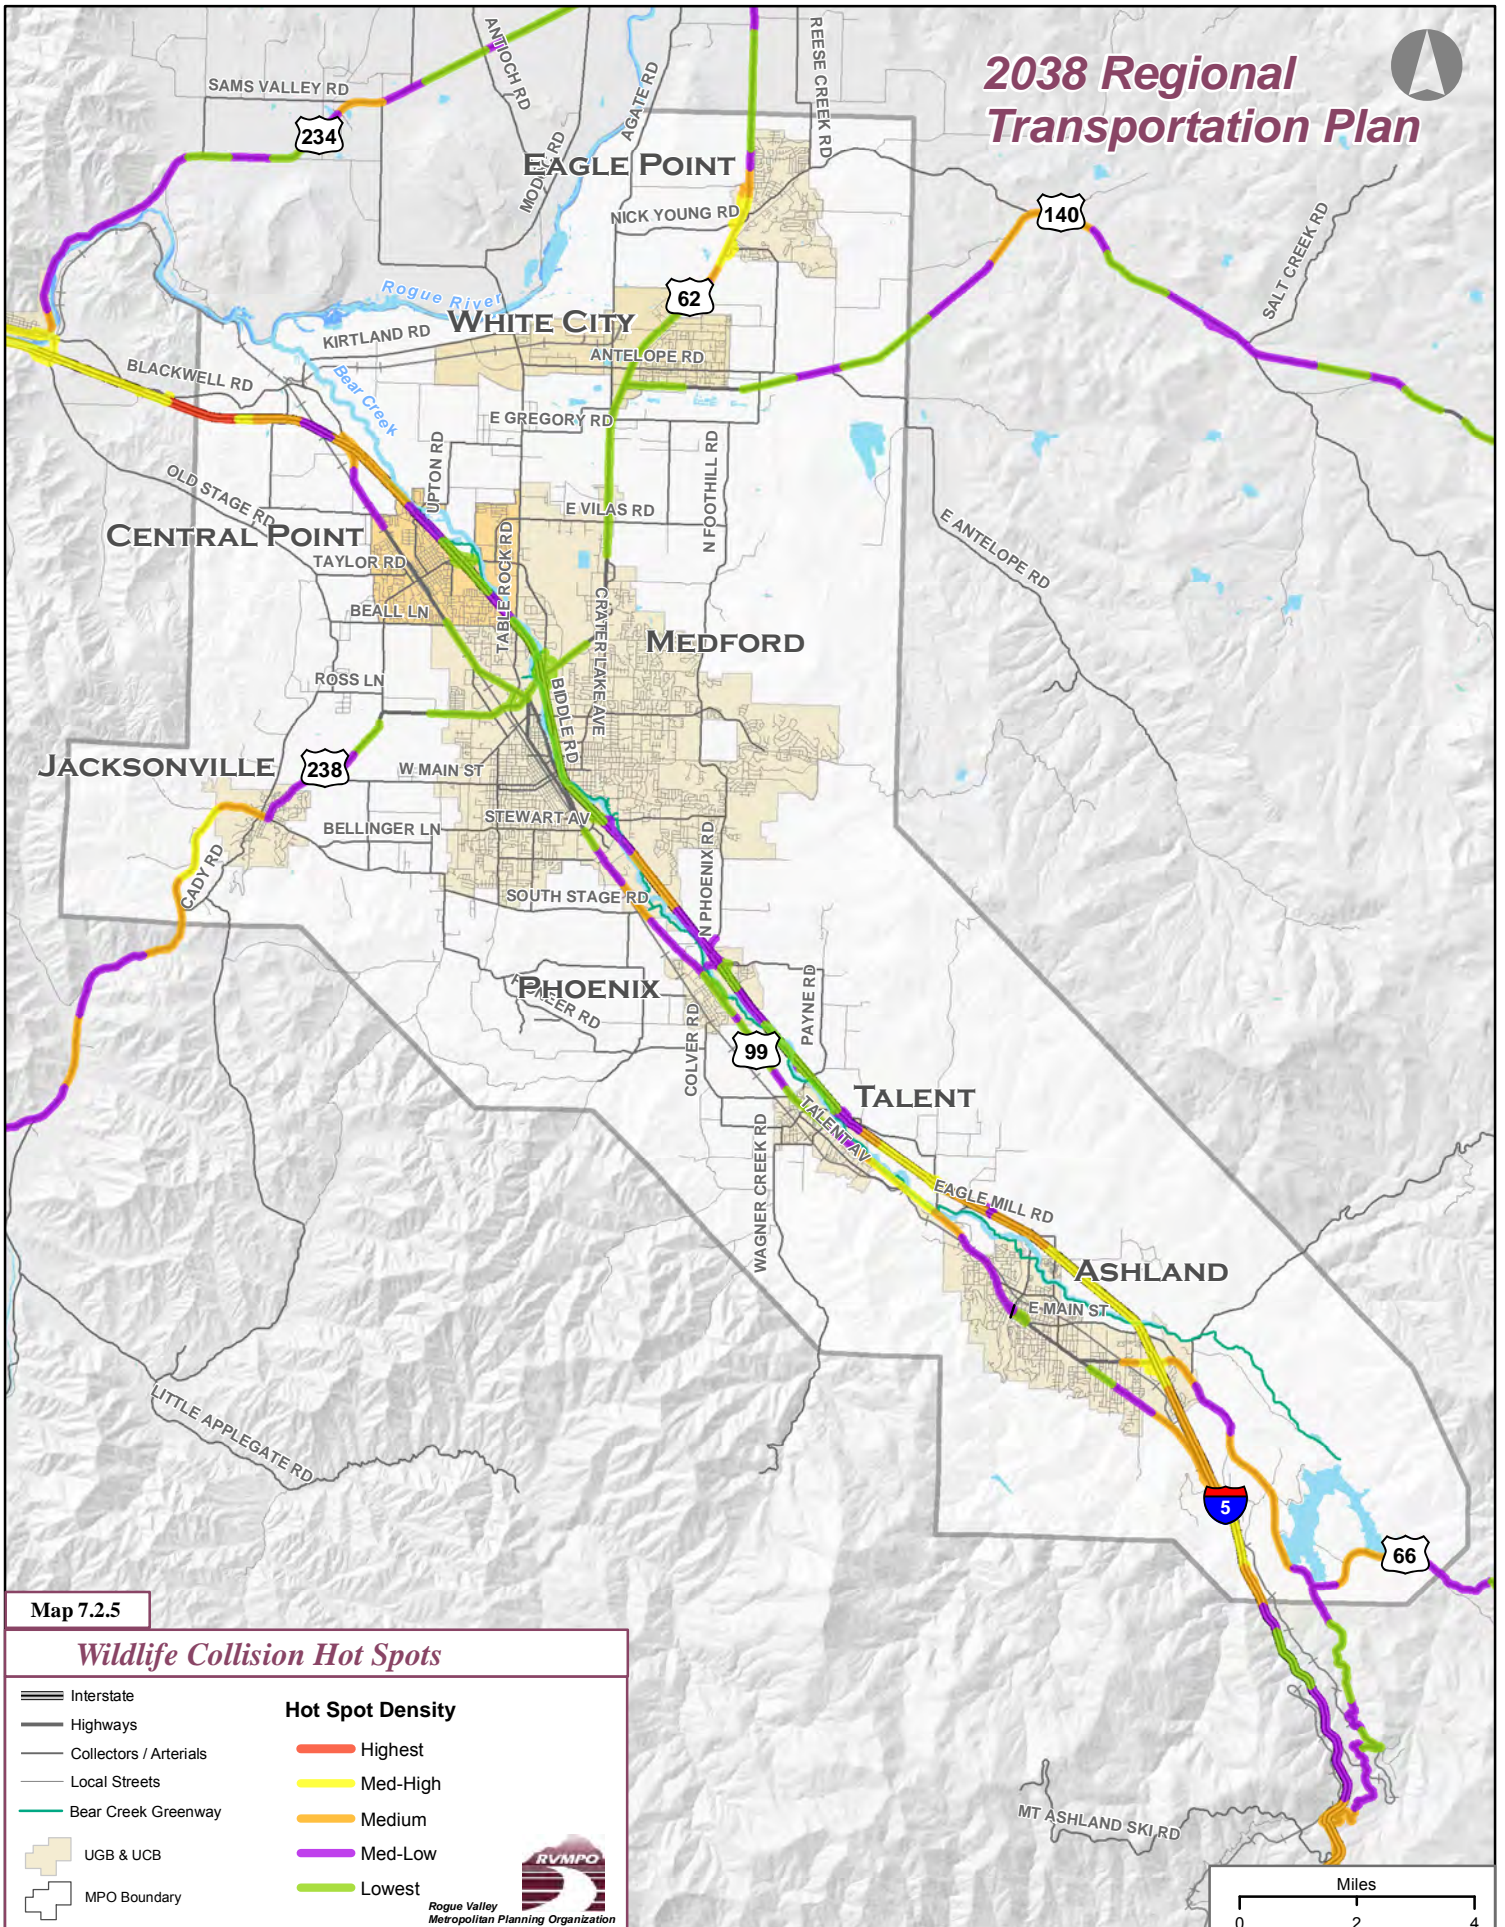 2038 Regional
Transportation Plan
SAMS VALLEY RD
234
ANTIOCH RD
AGATE RD
REESE CREEK RD
EAGLE POINT
NICK YOUNG RD
140
SALT CREEK RD
62
Rogue River
WHITE CITY
KIRTLAND RD
ANTELOPE RD
BLACKWELL RD
Bear Creek
E GREGORY RD
UPTON RD
N FOOTHILL RD
OLD STAGE RD
E VILAS RD
CENTRAL POINT
TAYLOR RD
TABLE ROCK RD
E ANTELOPE RD
BEALL LN
CRATER LAKE AVE
MEDFORD
ROSS LN
BIDDLE RD
JACKSONVILLE
238
W MAIN ST
STEWART AV
BELLINGER LN
CADY RD
N PHOENIX RD
SOUTH STAGE RD
PHOENIX
PAYNE RD
COLVER RD
99
TALENT
TALENT AV
WAGNER CREEK RD
EAGLE MILL RD
ASHLAND
E MAIN ST
LITTLE APPLEGATE RD
5
66
MT ASHLAND SKI RD
Map 7.2.5
Wildlife Collision Hot Spots
Interstate
Highways
Collectors / Arterials
Local Streets
Bear Creek Greenway
UGB & UCB
MPO Boundary
Hot Spot Density
Highest
Med-High
Medium
Med-Low
Lowest
RVMPO
Rogue Valley
Metropolitan Planning Organization
Miles
0 2 4